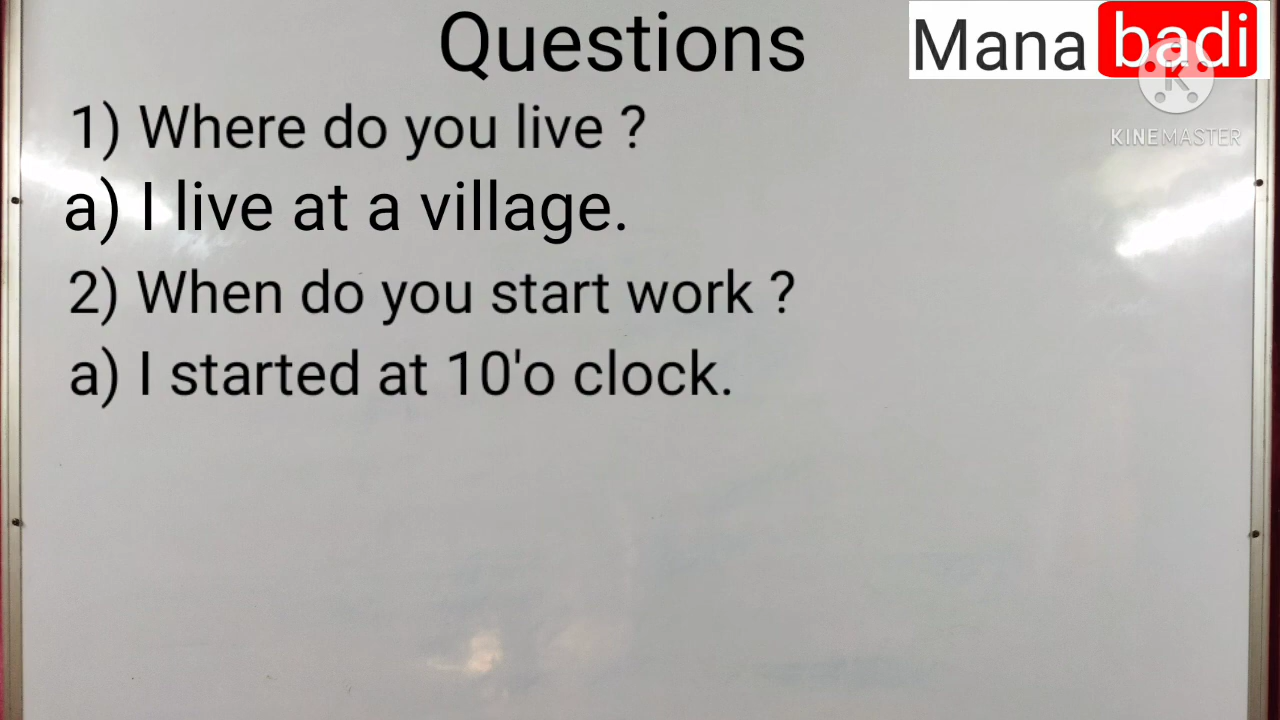 Questions
Mana badi
KINEMASTER
1) Where do you live ?
a) I live at a village.
2) When do you start work ?
a) I started at 10'o clock.